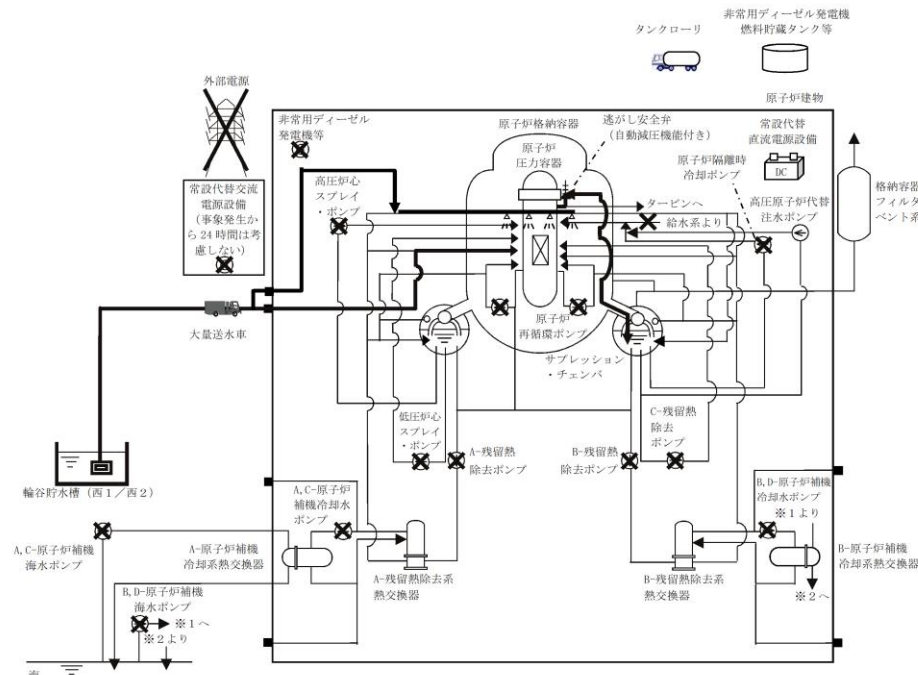 タンクローリ
非常用ディーゼル発電機
燃料貯蔵タンク等
外部電源
常設代替交流
電源設備
(事象発生か
ら24時間は考
慮しない)
非常用ディーゼル
発電機等
原子炉格納容器
原子炉
圧力容器
逃がし安全弁
(自動減圧機能付き)
原子炉建物
常設代替
直流電源設備
DC
原子炉隔離時
冷却ポンプ
高圧炉心
スプレイ
・ポンプ
タービンへ
給水系より
高圧原子炉代替
注水ポンプ
格納容器
フィルタ
ベント系
大量送水車
原子炉
再循環ポンプ
サプレッション
・チェンバ
低圧炉心
スプレイ
・ポンプ
A-残留熱
除去ポンプ
B-残留熱
除去ポンプ
C-残留熱
除去
ポンプ
輪谷貯水槽(西1/西2)
A,C-原子炉
補機冷却水
ポンプ
B,D-原子炉補機
冷却水ポンプ
※1より
A,C-原子炉補機
海水ポンプ
A-原子炉補機
冷却系熱交換器
A-残留熱除去系
熱交換器
B-残留熱除去系
熱交換器
B-原子炉補機
冷却系熱交換器
※2へ
B,D-原子炉補機
海水ポンプ
※1へ
※2より